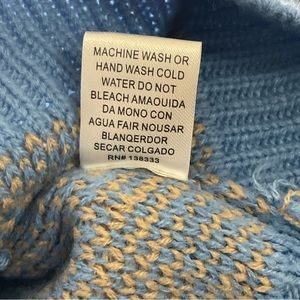 MACHINE WASH OR
HAND WASH COLD
WATER DO NOT
BLEACH AMAOUIDA
DA MONO CON
AGUA FAIR NOUSAR
BLANQERDOR
SECAR COLGADO
RN# 138333